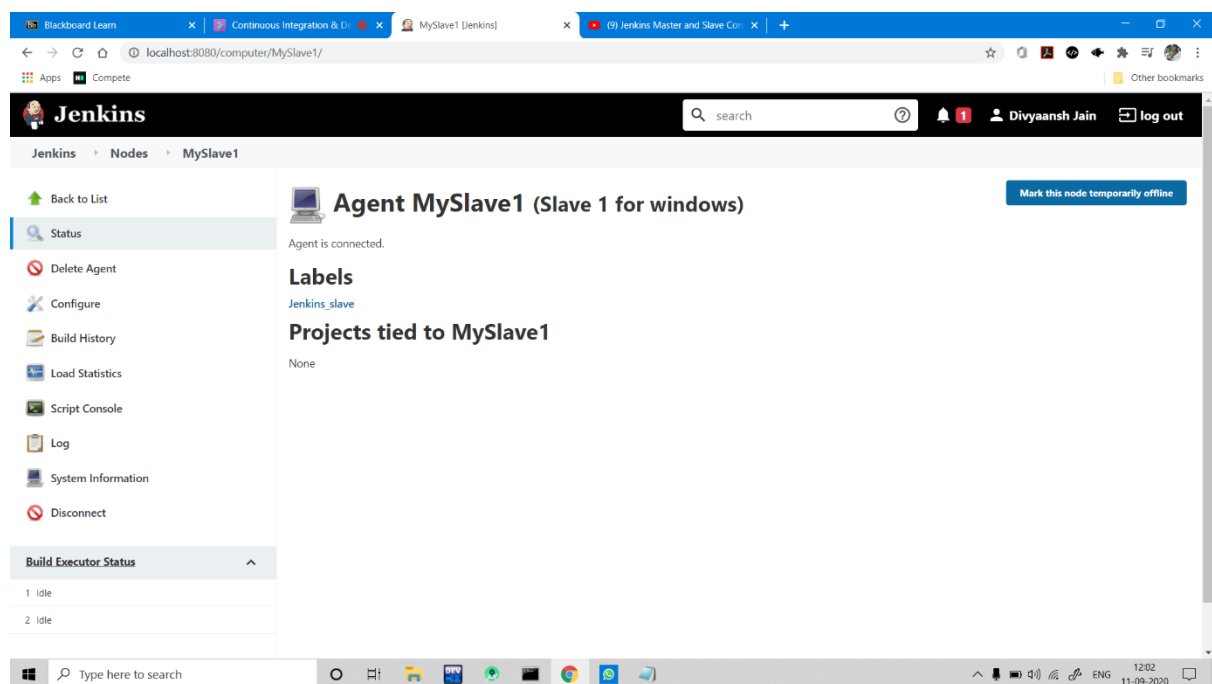 Blackboard Learn
Continuous Integration & De
MySlave1 [Jenkins]
(9) Jenkins Master and Slave Con
localhost:8080/computer/MySlave1/
Apps
Compete
Other bookmarks
Jenkins
search
1
Divyaansh Jain
log out
Jenkins
Nodes
MySlave1
Back to List
Status
Delete Agent
Configure
Build History
Load Statistics
Script Console
Log
System Information
Disconnect
Build Executor Status
1 Idle
2 Idle
Agent MySlave1 (Slave 1 for windows)
Mark this node temporarily offline
Agent is connected.
Labels
Jenkins_slave
Projects tied to MySlave1
None
Type here to search
DEV
ENG
12:02
11-09-2020